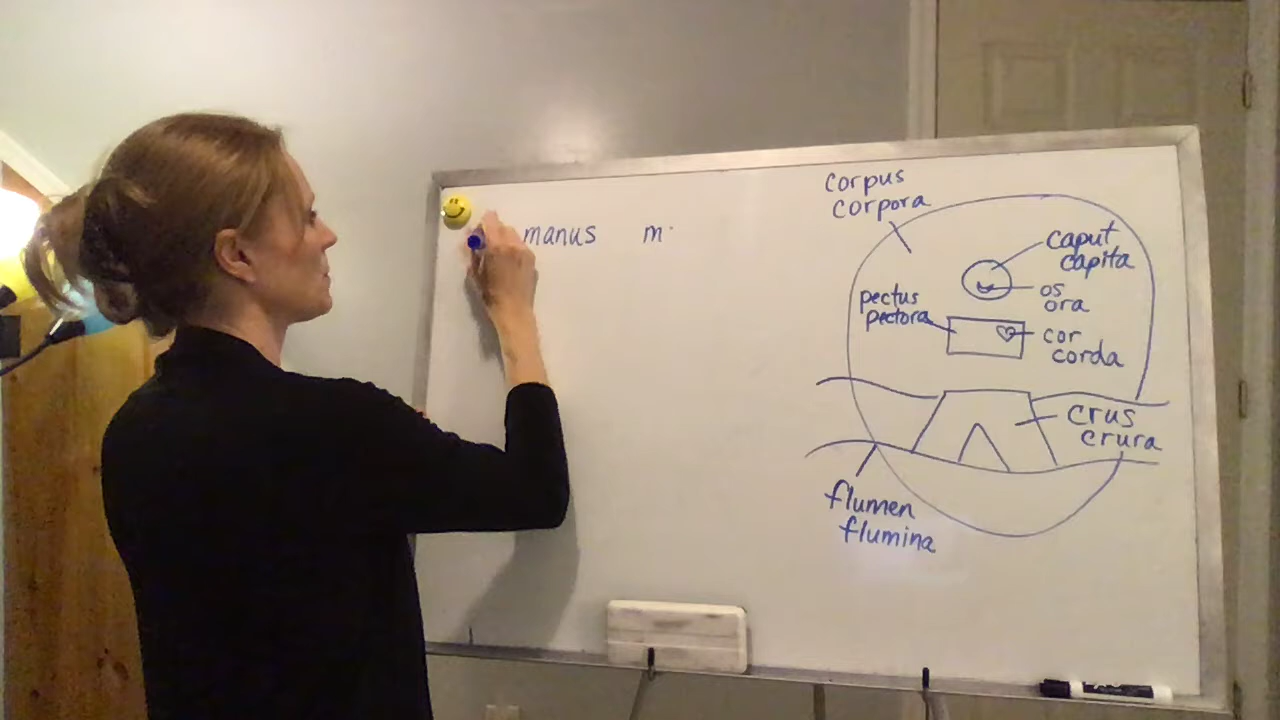 manus m
corpus
corpora
caput
capita
os
ora
pectus
pectora
cor
corda
crus
crura
flumen
flumina